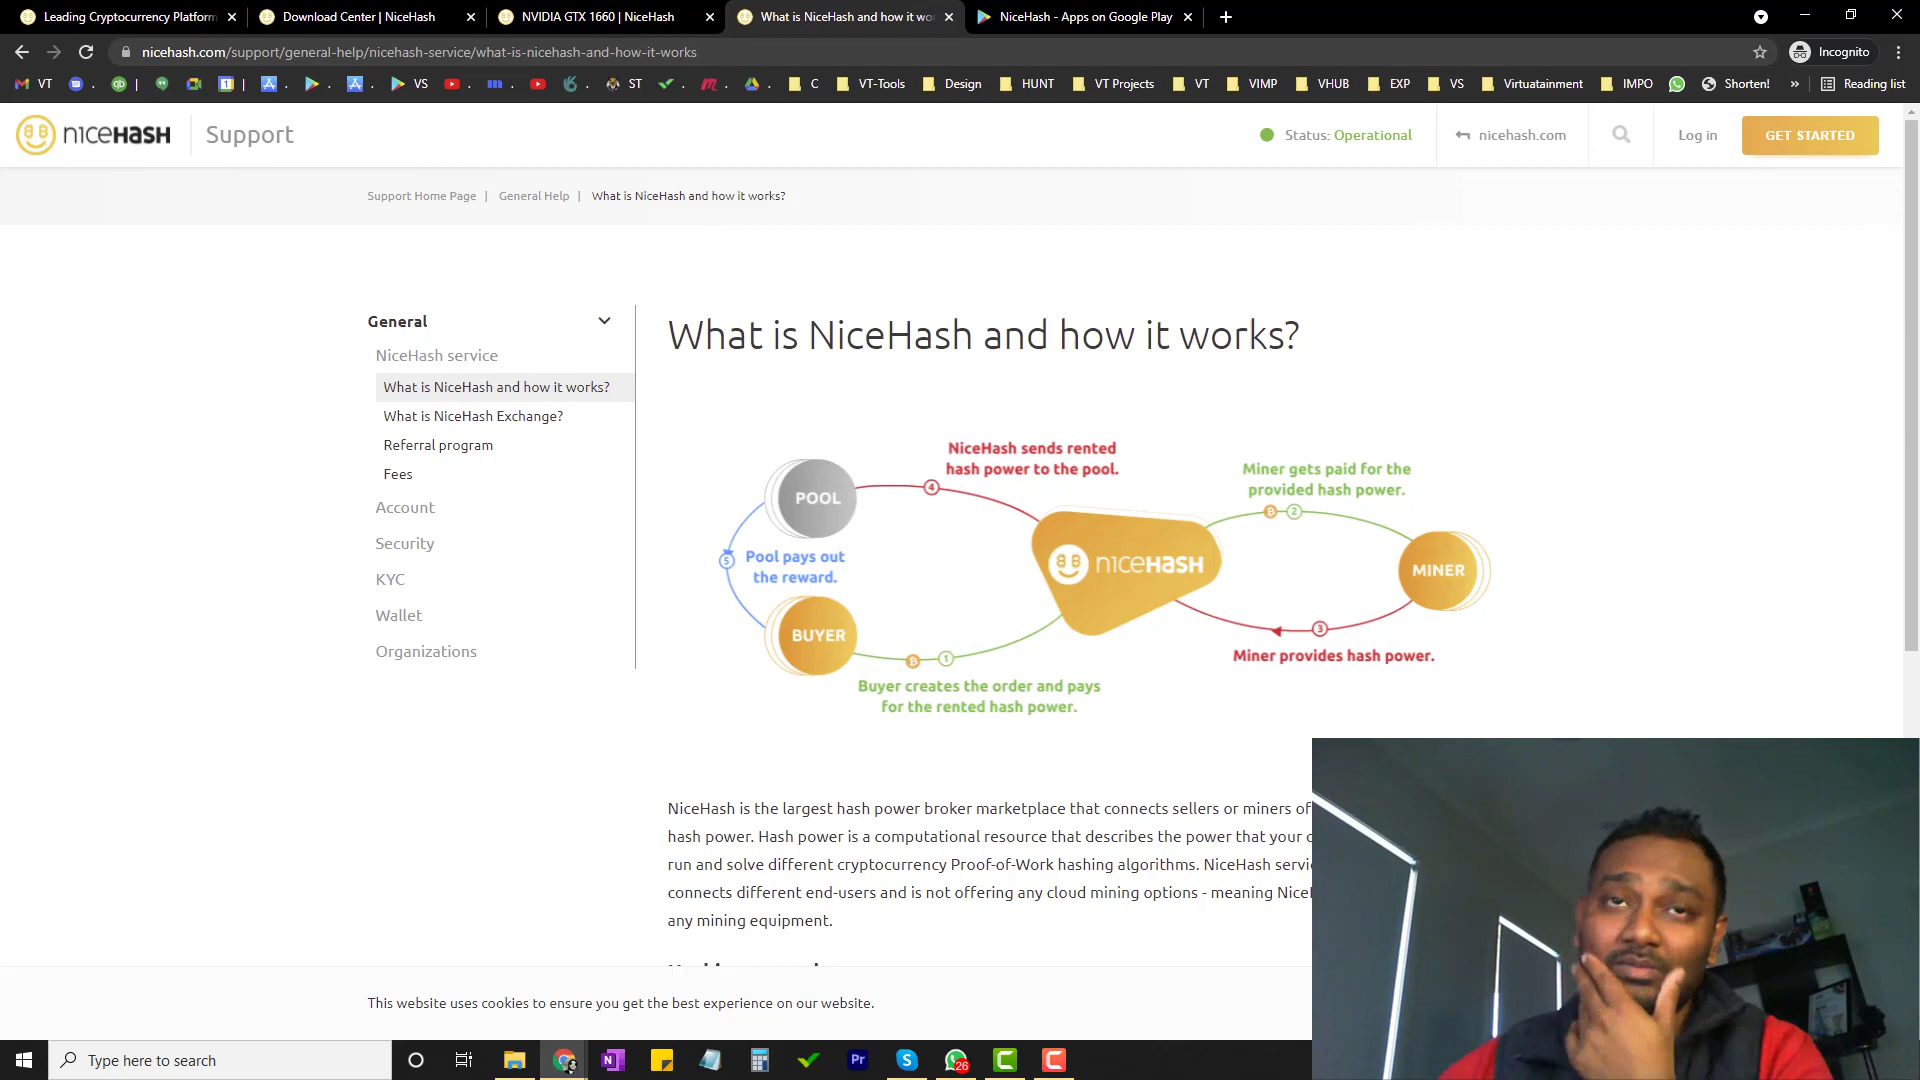 Leading Cryptocurrency Platform
Download Center | NiceHash
NVIDIA GTX 1660 | NiceHash
What is NiceHash and how it wo
NiceHash - Apps on Google Play
nicehash.com/support/general-help/nicehash-service/what-is-nicehash-and-how-it-works
Incognito
VT
VS
ST
C
VT-Tools
Design
HUNT
VT Projects
VT
VIMP
VHUB
EXP
VS
Virtuatainment
IMPO
Shorten!
Reading list
NICEHASH
Support
Status: Operational
nicehash.com
Log in
GET STARTED
Support Home Page | General Help | What is NiceHash and how it works?
General
NiceHash service
What is NiceHash and how it works?
What is NiceHash Exchange?
Referral program
Fees
Account
Security
KYC
Wallet
Organizations
What is NiceHash and how it works?
NiceHash sends rented
hash power to the pool.
Miner gets paid for the
provided hash power.
POOL
4
2
5
Pool pays out
the reward.
NICEHASH
MINER
BUYER
1
3
Miner provides hash power.
Buyer creates the order and pays
for the rented hash power.
NiceHash is the largest hash power broker marketplace that connects sellers or miners of
hash power. Hash power is a computational resource that describes the power that your
run and solve different cryptocurrency Proof-of-Work hashing algorithms. NiceHash
connects different end-users and is not offering any cloud mining options - meaning
any mining equipment.
This website uses cookies to ensure you get the best experience on our website.
Type here to search
N
Pr
S
26
C
C